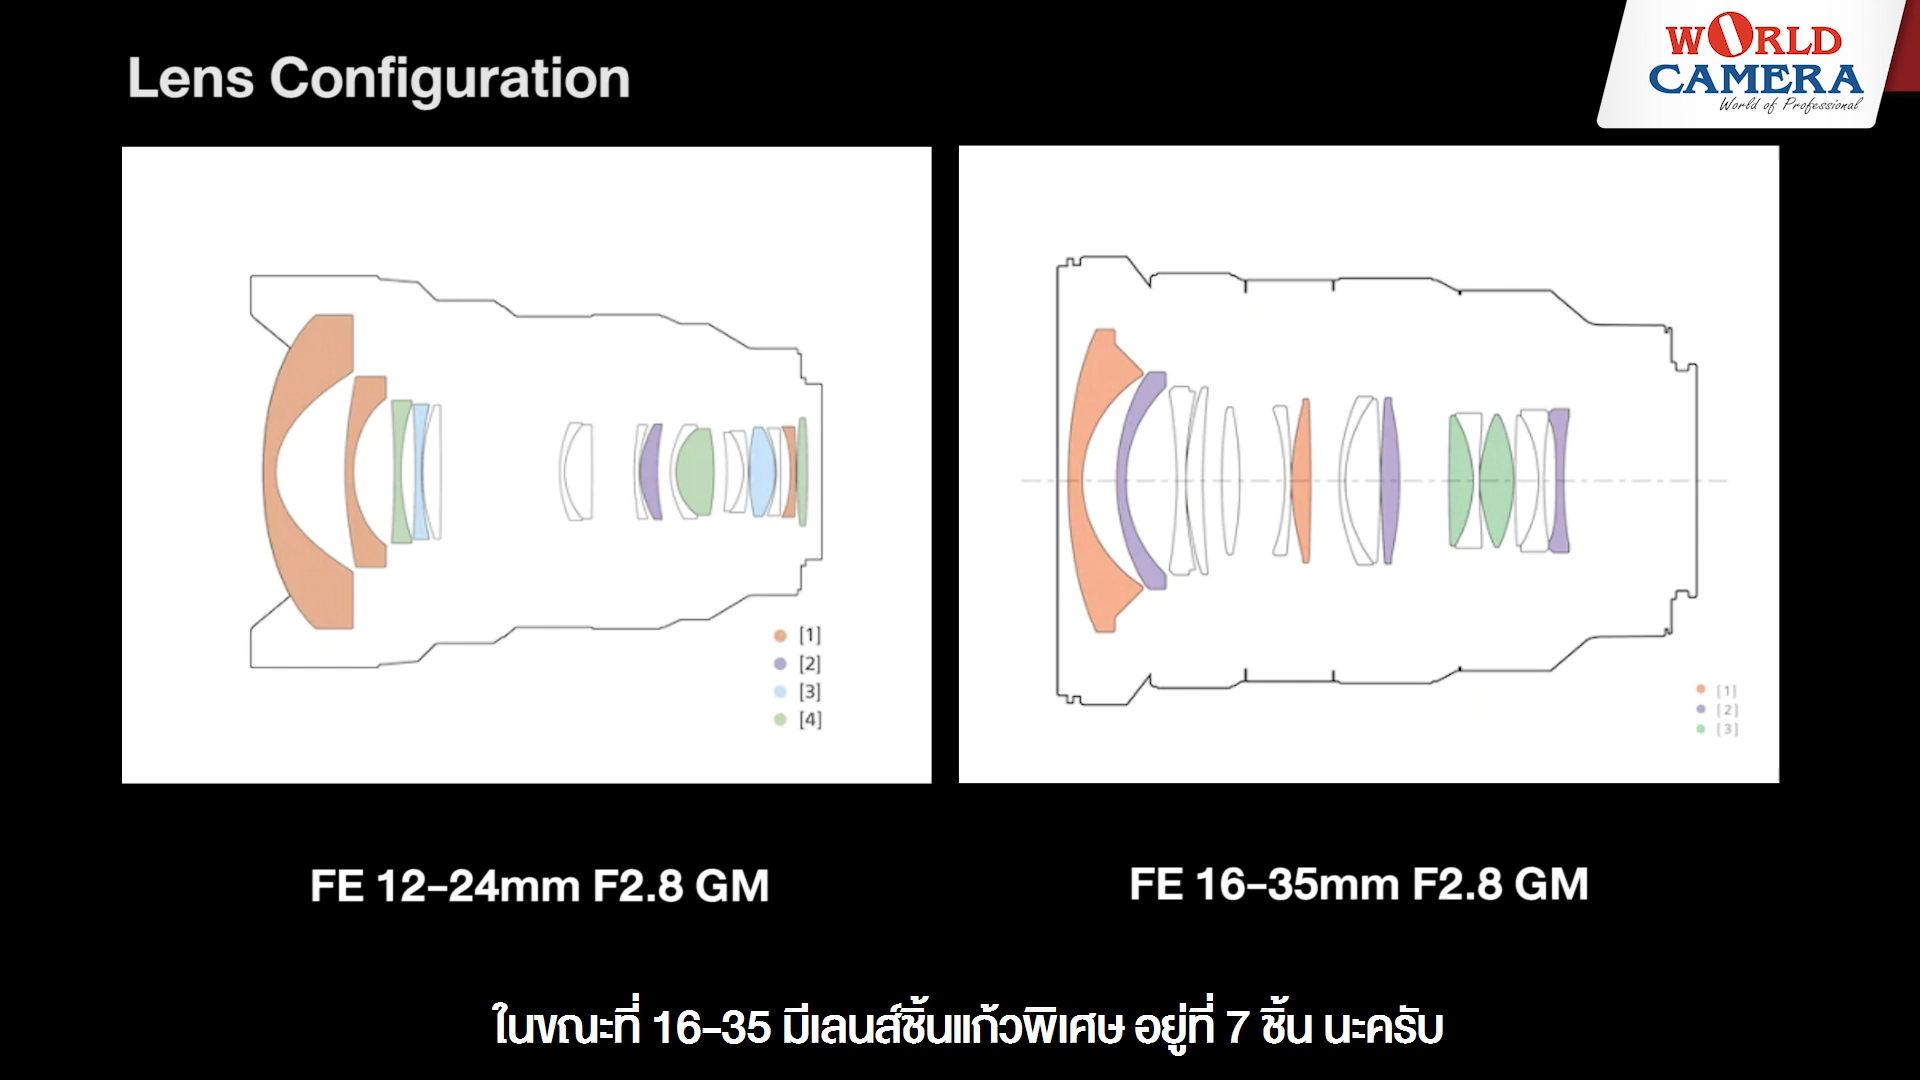 Lens Configuration
WORLD
CAMERA
World of Professional
[1]
[2]
[3]
[4]
[1]
[2]
[3]
FE 12-24mm F2.8 GM
FE 16-35mm F2.8 GM
ในขณะที่ 16-35 มีเลนส์ชิ้นแก้วพิเศษ อยู่ที่ 7 ชิ้น นะครับ